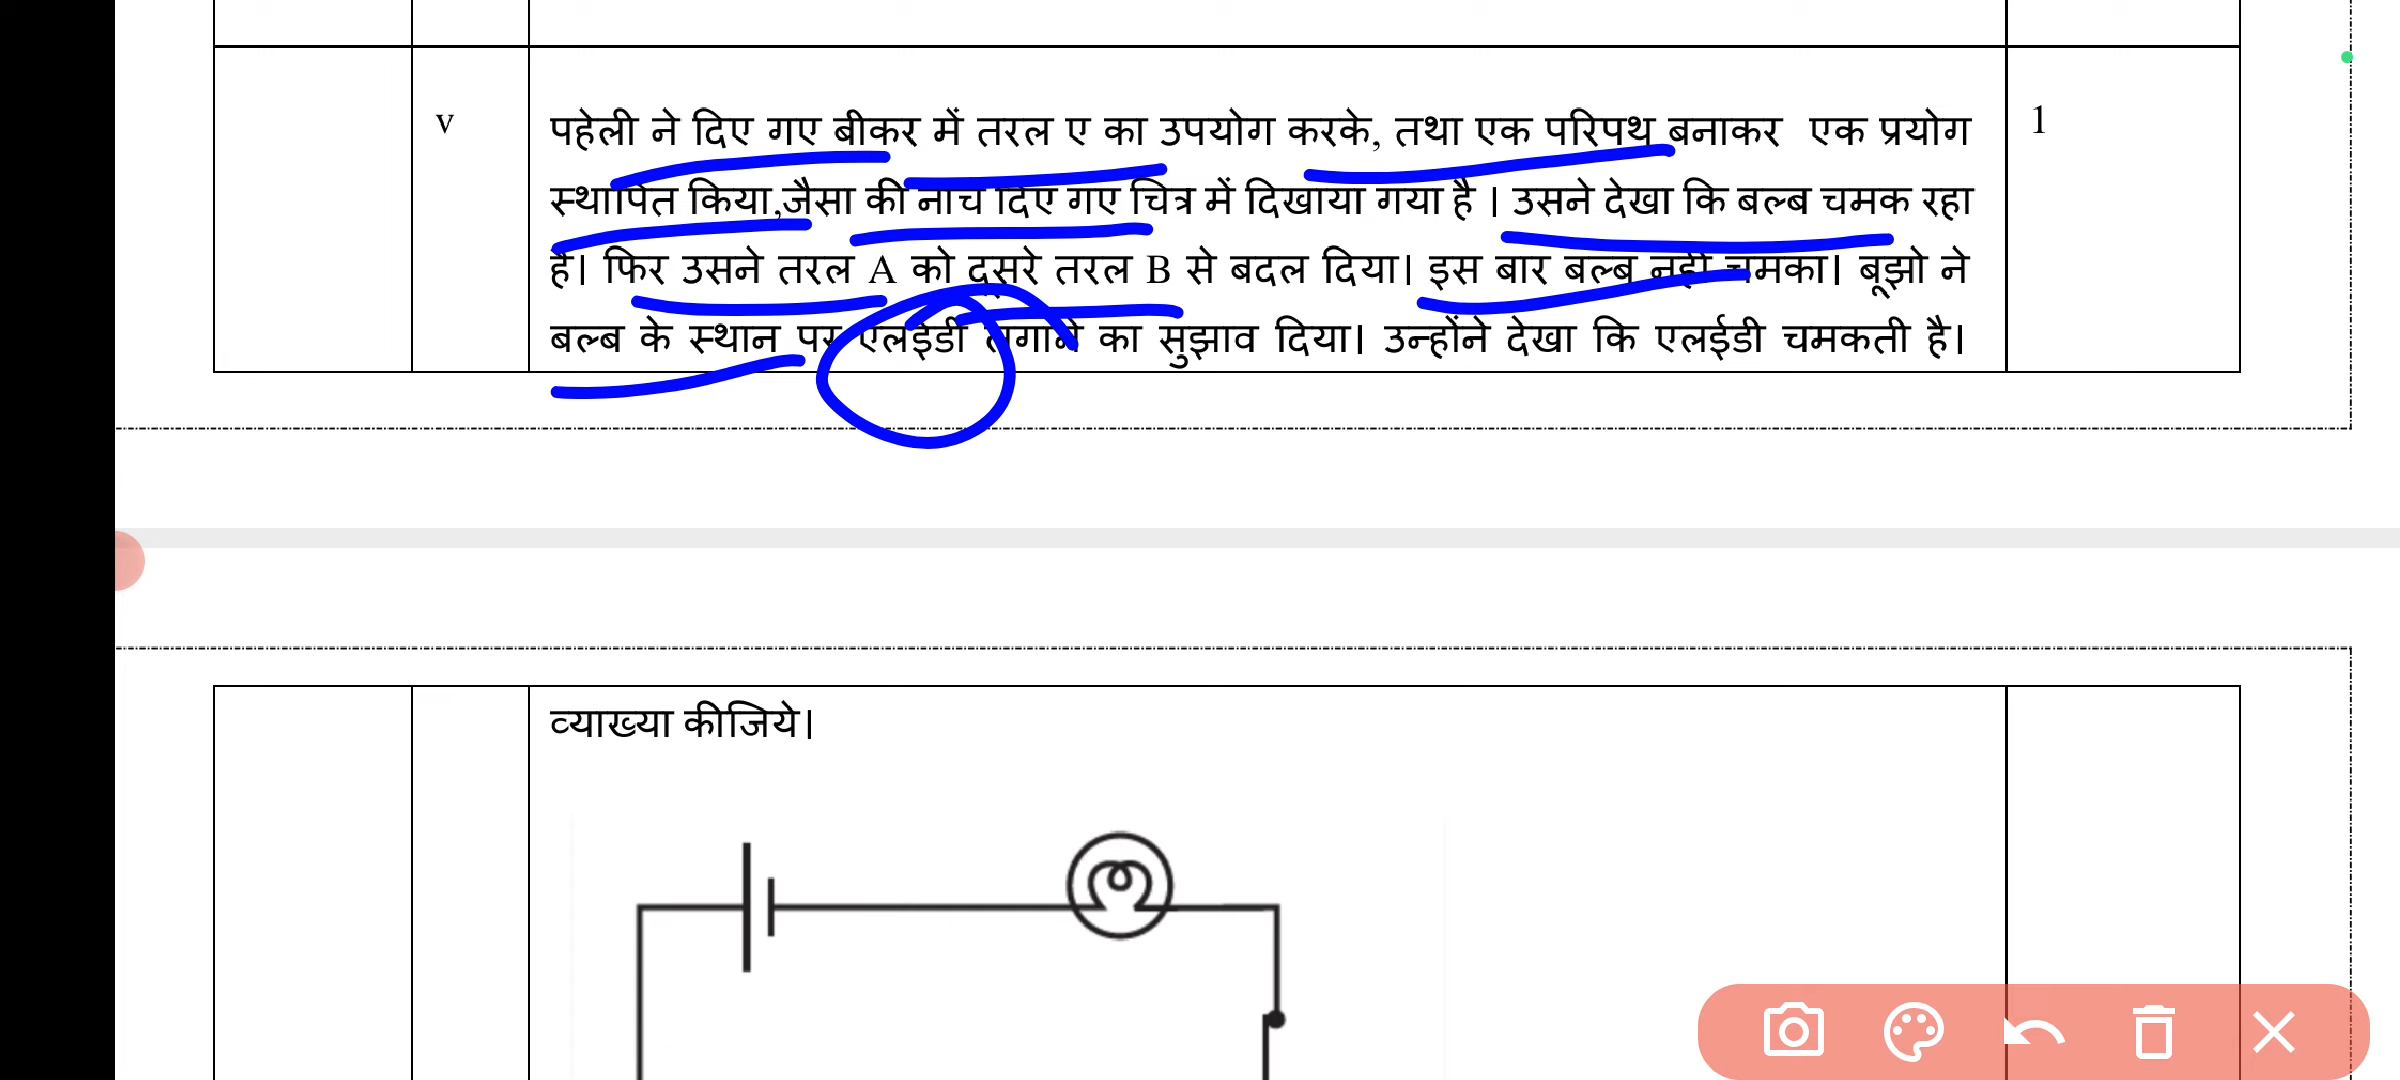 v
पहेली ने दिए गए बीकर में तरल ए का उपयोग करके, तथा एक परिपथ बनाकर एक प्रयोग
1
स्थापित किया,जैसा की नीचे दिए गए चित्र में दिखाया गया है | उसने देखा कि बल्ब चमक रहा
है। फिर उसने तरल A को दूसरे तरल B से बदल दिया। इस बार बल्ब नहीं चमका। बूझो ने
बल्ब के स्थान पर एलईडी लगाने का सुझाव दिया। उन्होंने देखा कि एलईडी चमकती है।
व्याख्या कीजिये।